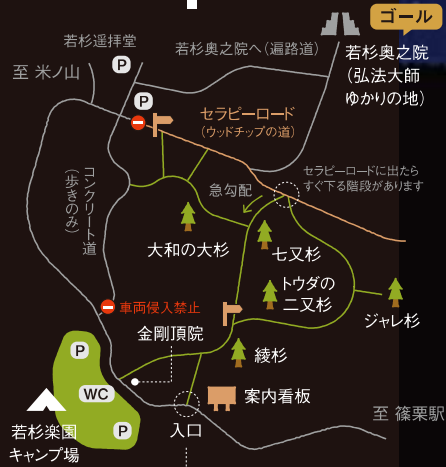 ゴール
若杉奥之院
(弘法大師
ゆかりの地)
若杉遥拝堂
P
若杉奥之院へ(遍路道)
至 米ノ山
P
セラピーロード
(ウッドチップの道)
コンクリート道
(歩きのみ)
急勾配
セラピーロードに出たら
すぐ下る階段があります
大和の大杉
七又杉
トウダの
二又杉
ジャレ杉
車両侵入禁止
金剛頂院
綾杉
P
WC
P
案内看板
入口
至 篠栗駅
若杉楽園
キャンプ場